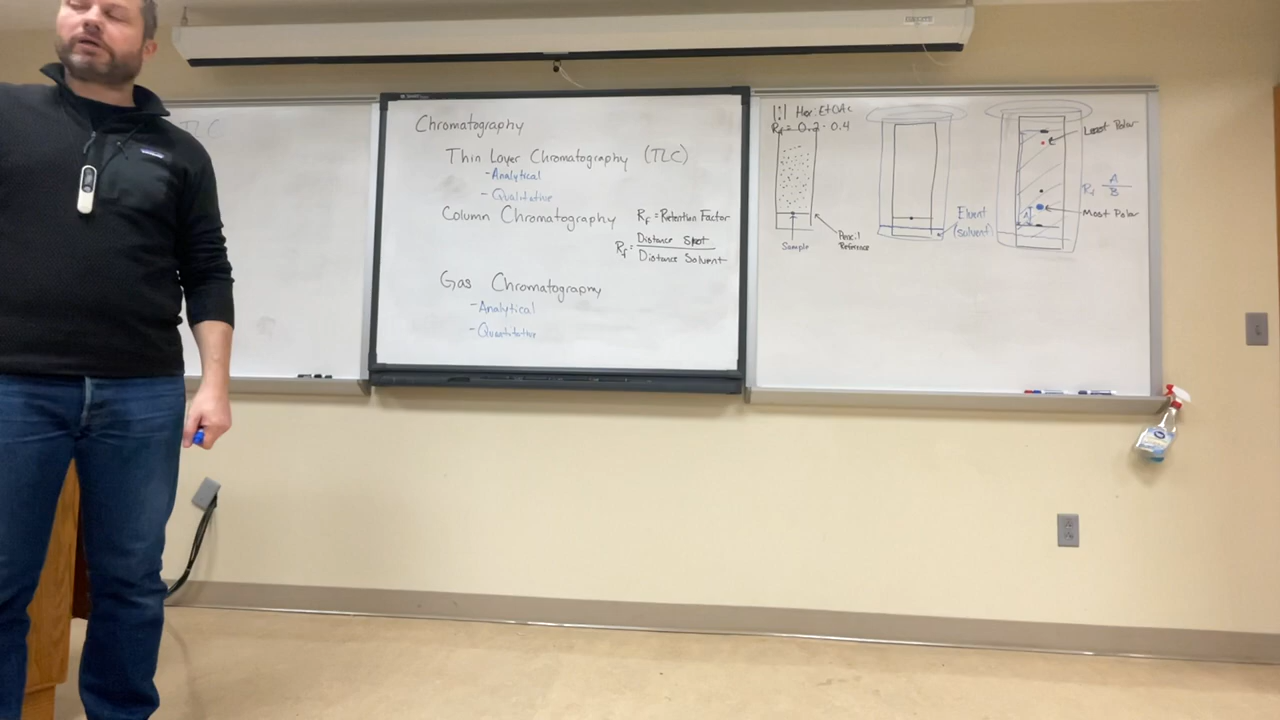 TLC
Chromatography
Thin Layer Chromatography (TLC)
- Analytical
- Qualitative
Column Chromatography
Rf = Retention Factor
Rf = Distance Spot
Distance Solvent
Gas Chromatography
- Analytical
- Quantitative
1:1 Hex:EtOAc
Rf = 0.2 - 0.4
Sample
Pencil
Reference
Eluent
(solvent)
Least Polar
Rf A
B
Most Polar
A